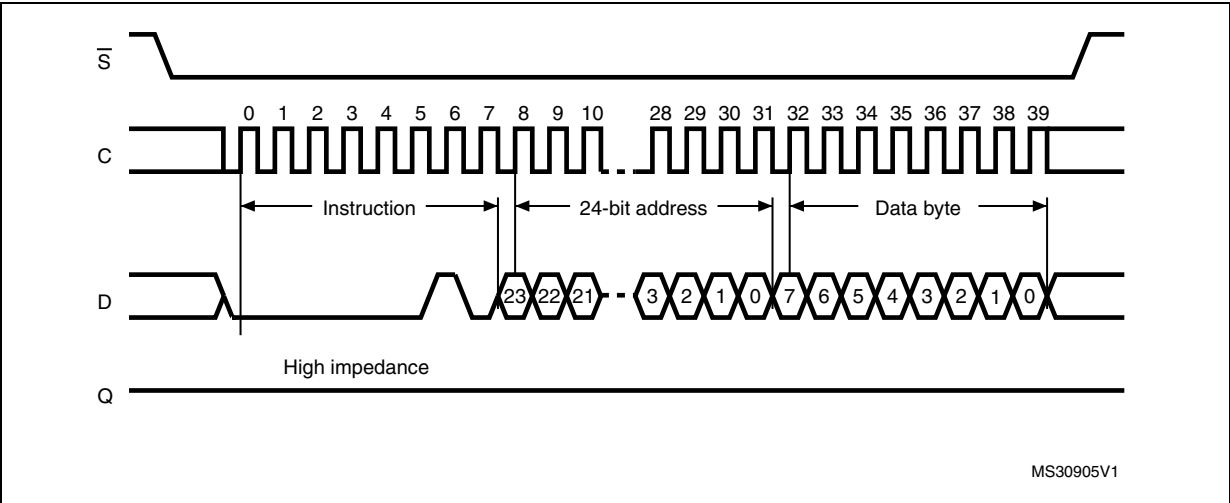 S̅
0 1 2 3 4 5 6 7 8 9 10 28 29 30 31 32 33 34 35 36 37 38 39
C
Instruction 24-bit address Data byte
D 23 22 21 3 2 1 0 7 6 5 4 3 2 1 0
High impedance
Q
MS30905V1